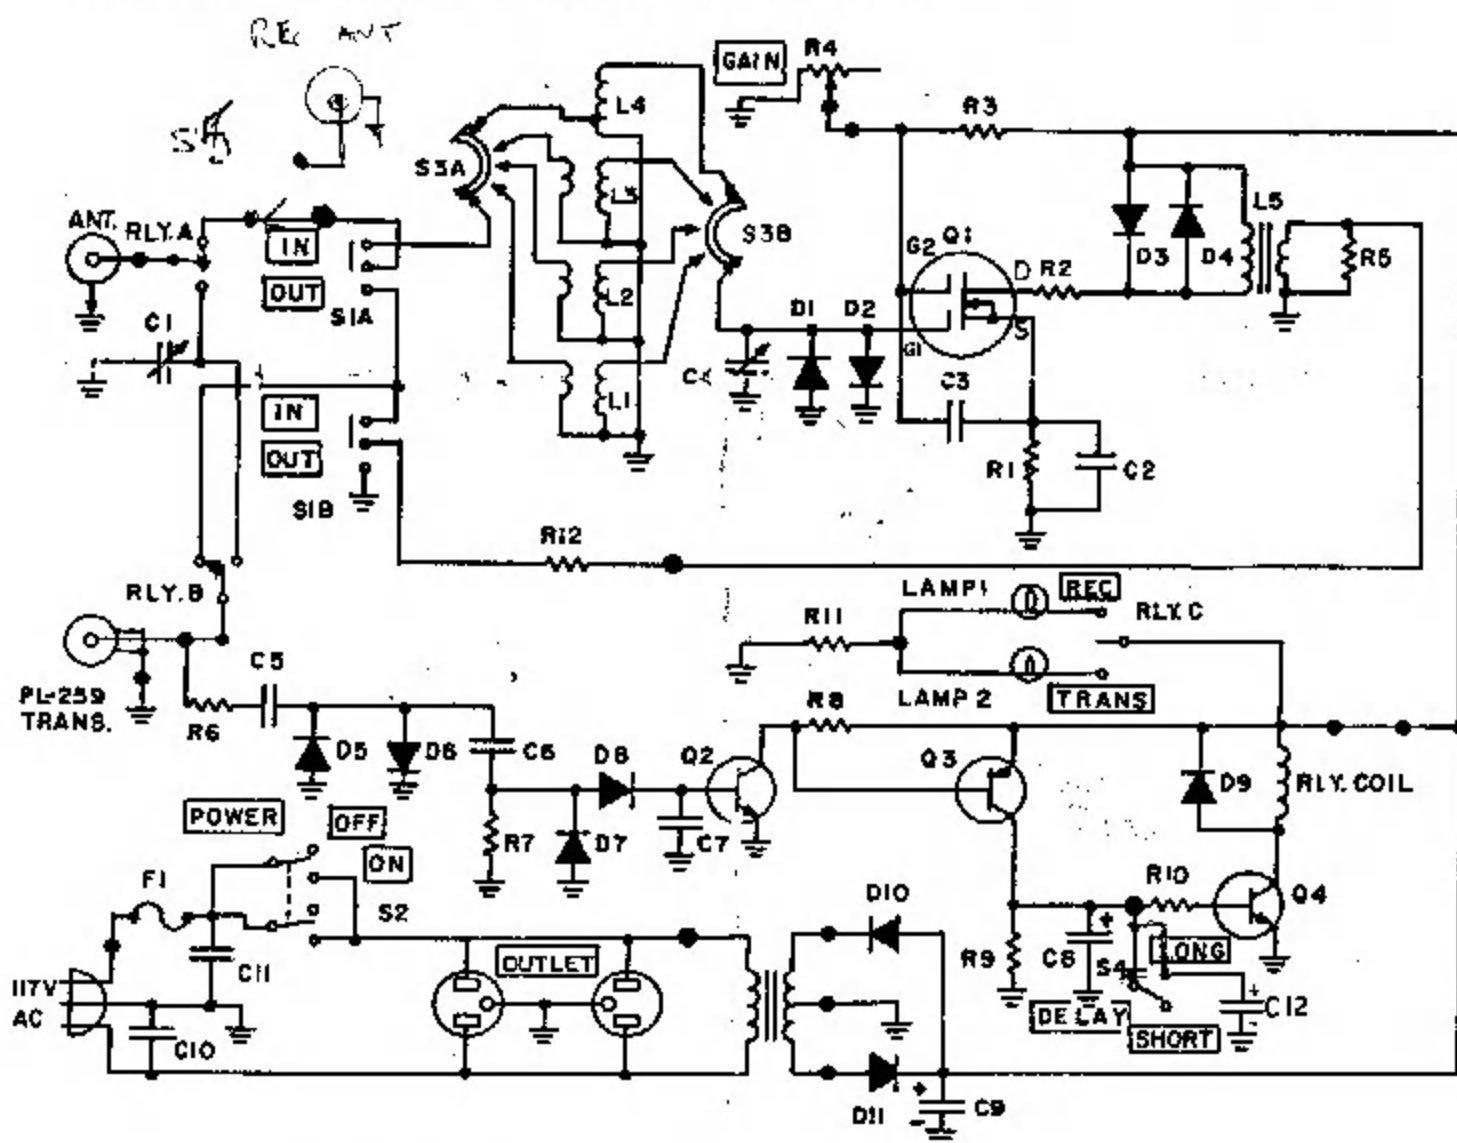 REC ANT
GAIN
R4
L4
R3
S3A
ANT.
RLY.A
L3
S3B
L5
IN
G2
Q1
D
R2
D3
D4
R5
OUT
S1A
L2
C1
D1
D2
G1
S
C3
IN
L1
OUT
R1
C2
S1B
R12
LAMP1
REC
RLY.B
R11
RLY.C
C5
PL-259
TRANS.
R6
LAMP 2
TRANS
R8
D5
D6
C6
D8
Q2
Q3
D9
RLY. COIL
POWER
OFF
R7
D7
C7
ON
F1
S2
D10
R10
Q4
C11
OUTLET
R9
C8
S4
LONG
117V
AC
C12
C10
DELAY
SHORT
D11
+
-
C9